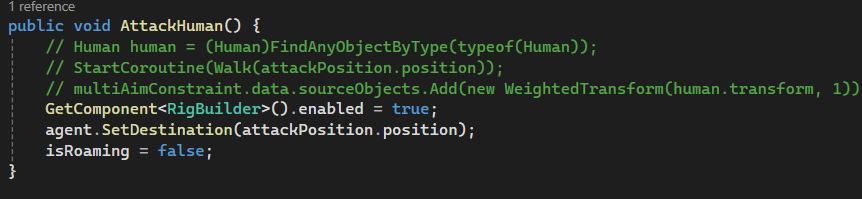 1 reference
public void AttackHuman() {
// Human human = (Human)FindAnyObjectByType(typeof(Human));
// StartCoroutine(Walk(attackPosition.position));
// multiAimConstraint.data.sourceObjects.Add(new WeightedTransform(human.transform, 1))
GetComponent<RigBuilder>().enabled = true;
agent.SetDestination(attackPosition.position);
isRoaming = false;
}